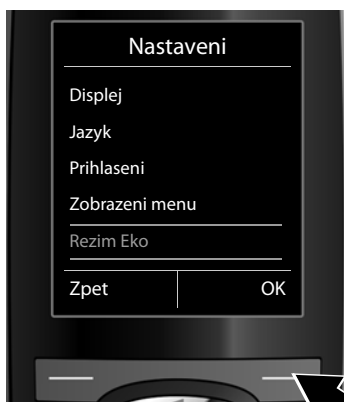 Nastaveni
Displej
Jazyk
Prihlaseni
Zobrazeni menu
Rezim Eko
Zpet OK